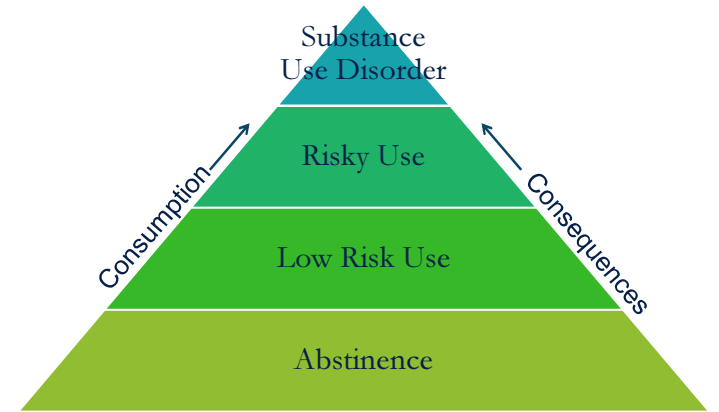 Substance
Use Disorder
Risky Use
Consumption
Consequences
Low Risk Use
Abstinence